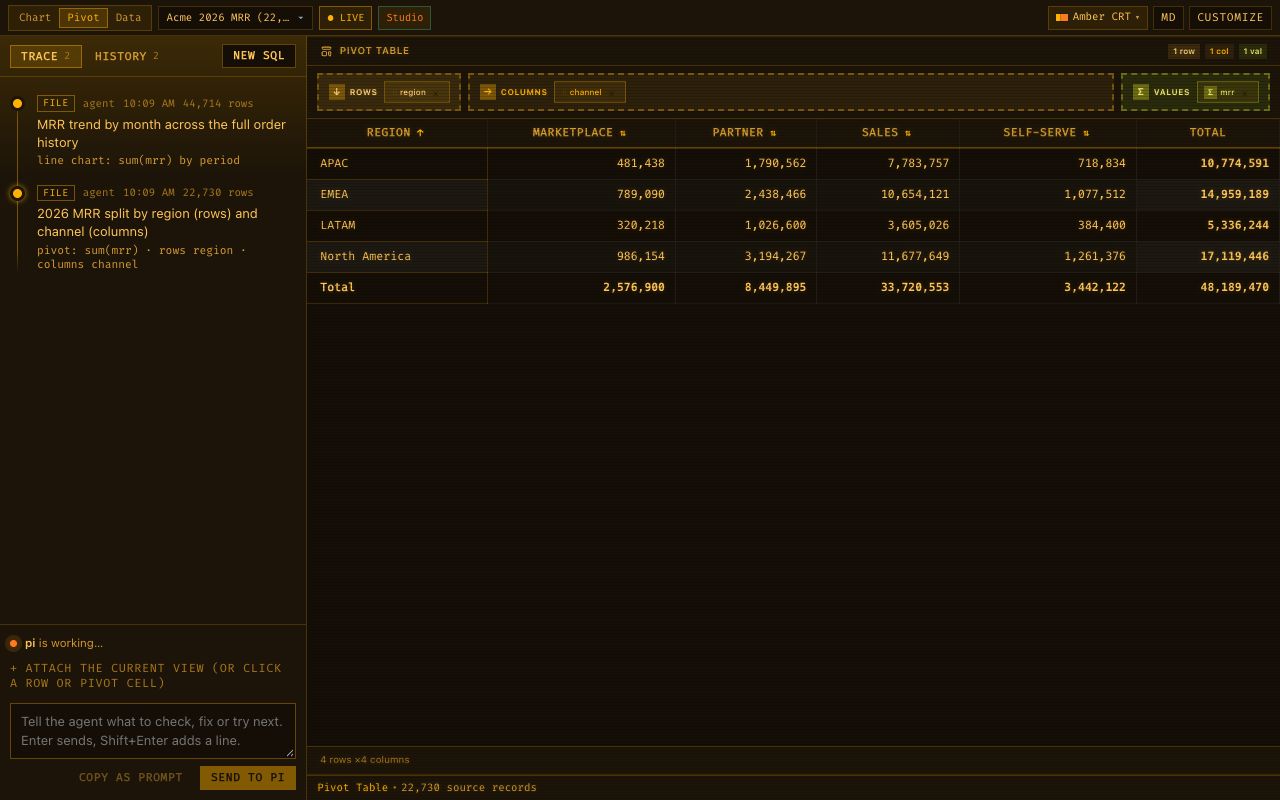 Chart Pivot Data Acme 2026 MRR (22,… LIVE Studio Amber CRT MD CUSTOMIZE
TRACE 2 HISTORY 2 NEW SQL
FILE agent 10:09 AM 44,714 rows
MRR trend by month across the full order
history
line chart: sum(mrr) by period
FILE agent 10:09 AM 22,730 rows
2026 MRR split by region (rows) and
channel (columns)
pivot: sum(mrr) · rows region ·
columns channel
pi is working...
+ ATTACH THE CURRENT VIEW (OR CLICK
A ROW OR PIVOT CELL)
Tell the agent what to check, fix or try next.
Enter sends, Shift+Enter adds a line.
COPY AS PROMPT SEND TO PI
PIVOT TABLE 1 row 1 col 1 val
↓ ROWS region → COLUMNS channel Σ VALUES Σ mrr
REGION ↑ MARKETPLACE ⇅ PARTNER ⇅ SALES ⇅ SELF-SERVE ⇅ TOTAL
APAC 481,438 1,790,562 7,783,757 718,834 10,774,591
EMEA 789,090 2,438,466 10,654,121 1,077,512 14,959,189
LATAM 320,218 1,026,600 3,605,026 384,400 5,336,244
North America 986,154 3,194,267 11,677,649 1,261,376 17,119,446
Total 2,576,900 8,449,895 33,720,553 3,442,122 48,189,470
4 rows ×4 columns
Pivot Table • 22,730 source records